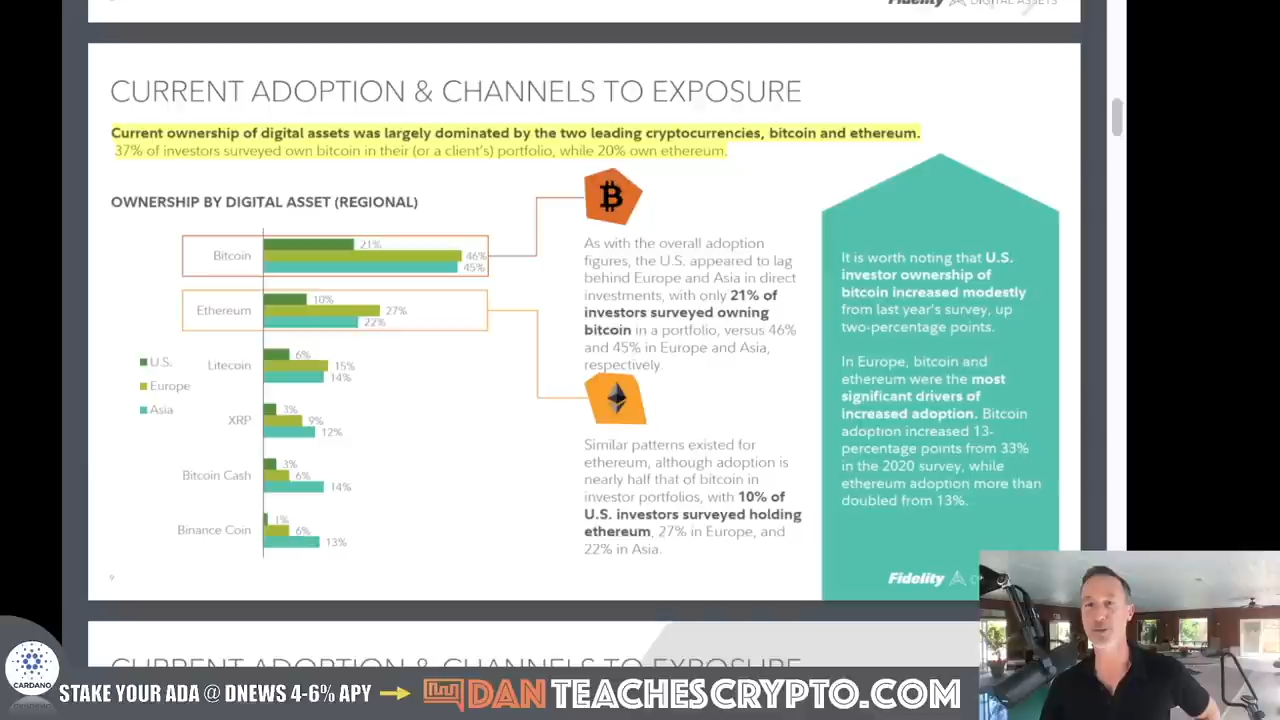 Fidelity DIGITAL ASSETS
CURRENT ADOPTION & CHANNELS TO EXPOSURE
Current ownership of digital assets was largely dominated by the two leading cryptocurrencies, bitcoin and ethereum.
37% of investors surveyed own bitcoin in their (or a client's) portfolio, while 20% own ethereum.
OWNERSHIP BY DIGITAL ASSET (REGIONAL)
Bitcoin
21%
46%
45%
Ethereum
10%
27%
22%
Litecoin
6%
15%
14%
XRP
3%
9%
12%
Bitcoin Cash
3%
6%
14%
Binance Coin
1%
6%
13%
U.S.
Europe
Asia
As with the overall adoption
figures, the U.S. appeared to lag
behind Europe and Asia in direct
investments, with only 21% of
investors surveyed owning
bitcoin in a portfolio, versus 46%
and 45% in Europe and Asia,
respectively.
Similar patterns existed for
ethereum, although adoption is
nearly half that of bitcoin in
investor portfolios, with 10% of
U.S. investors surveyed holding
ethereum, 27% in Europe, and
22% in Asia.
It is worth noting that U.S.
investor ownership of
bitcoin increased modestly
from last year's survey, up
two-percentage points.
In Europe, bitcoin and
ethereum were the most
significant drivers of
increased adoption. Bitcoin
adoption increased 13-
percentage points from 33%
in the 2020 survey, while
ethereum adoption more than
doubled from 13%.
9
Fidelity
CURRENT ADOPTION & CHANNELS TO EXPOSURE
CARDANO
STAKE YOUR ADA @ DNEWS 4-6% APY
DANTEACHESCRYPTO.COM